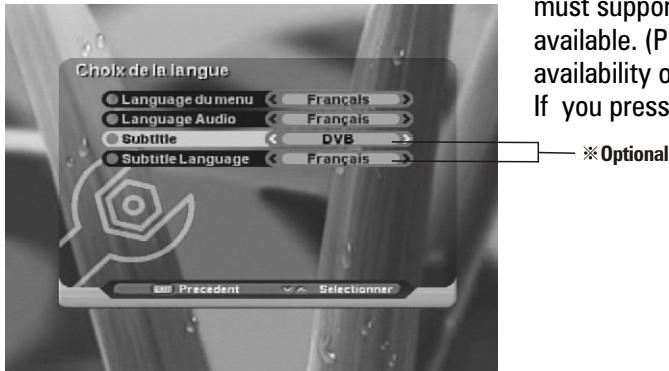 must suppor
available. (P
availability o
If you press
Choix de la langue
Language du menu Français
Language Audio Français
Subtitle DVB
Subtitle Language Français
※Optional
EXIT Precedent Selectionner